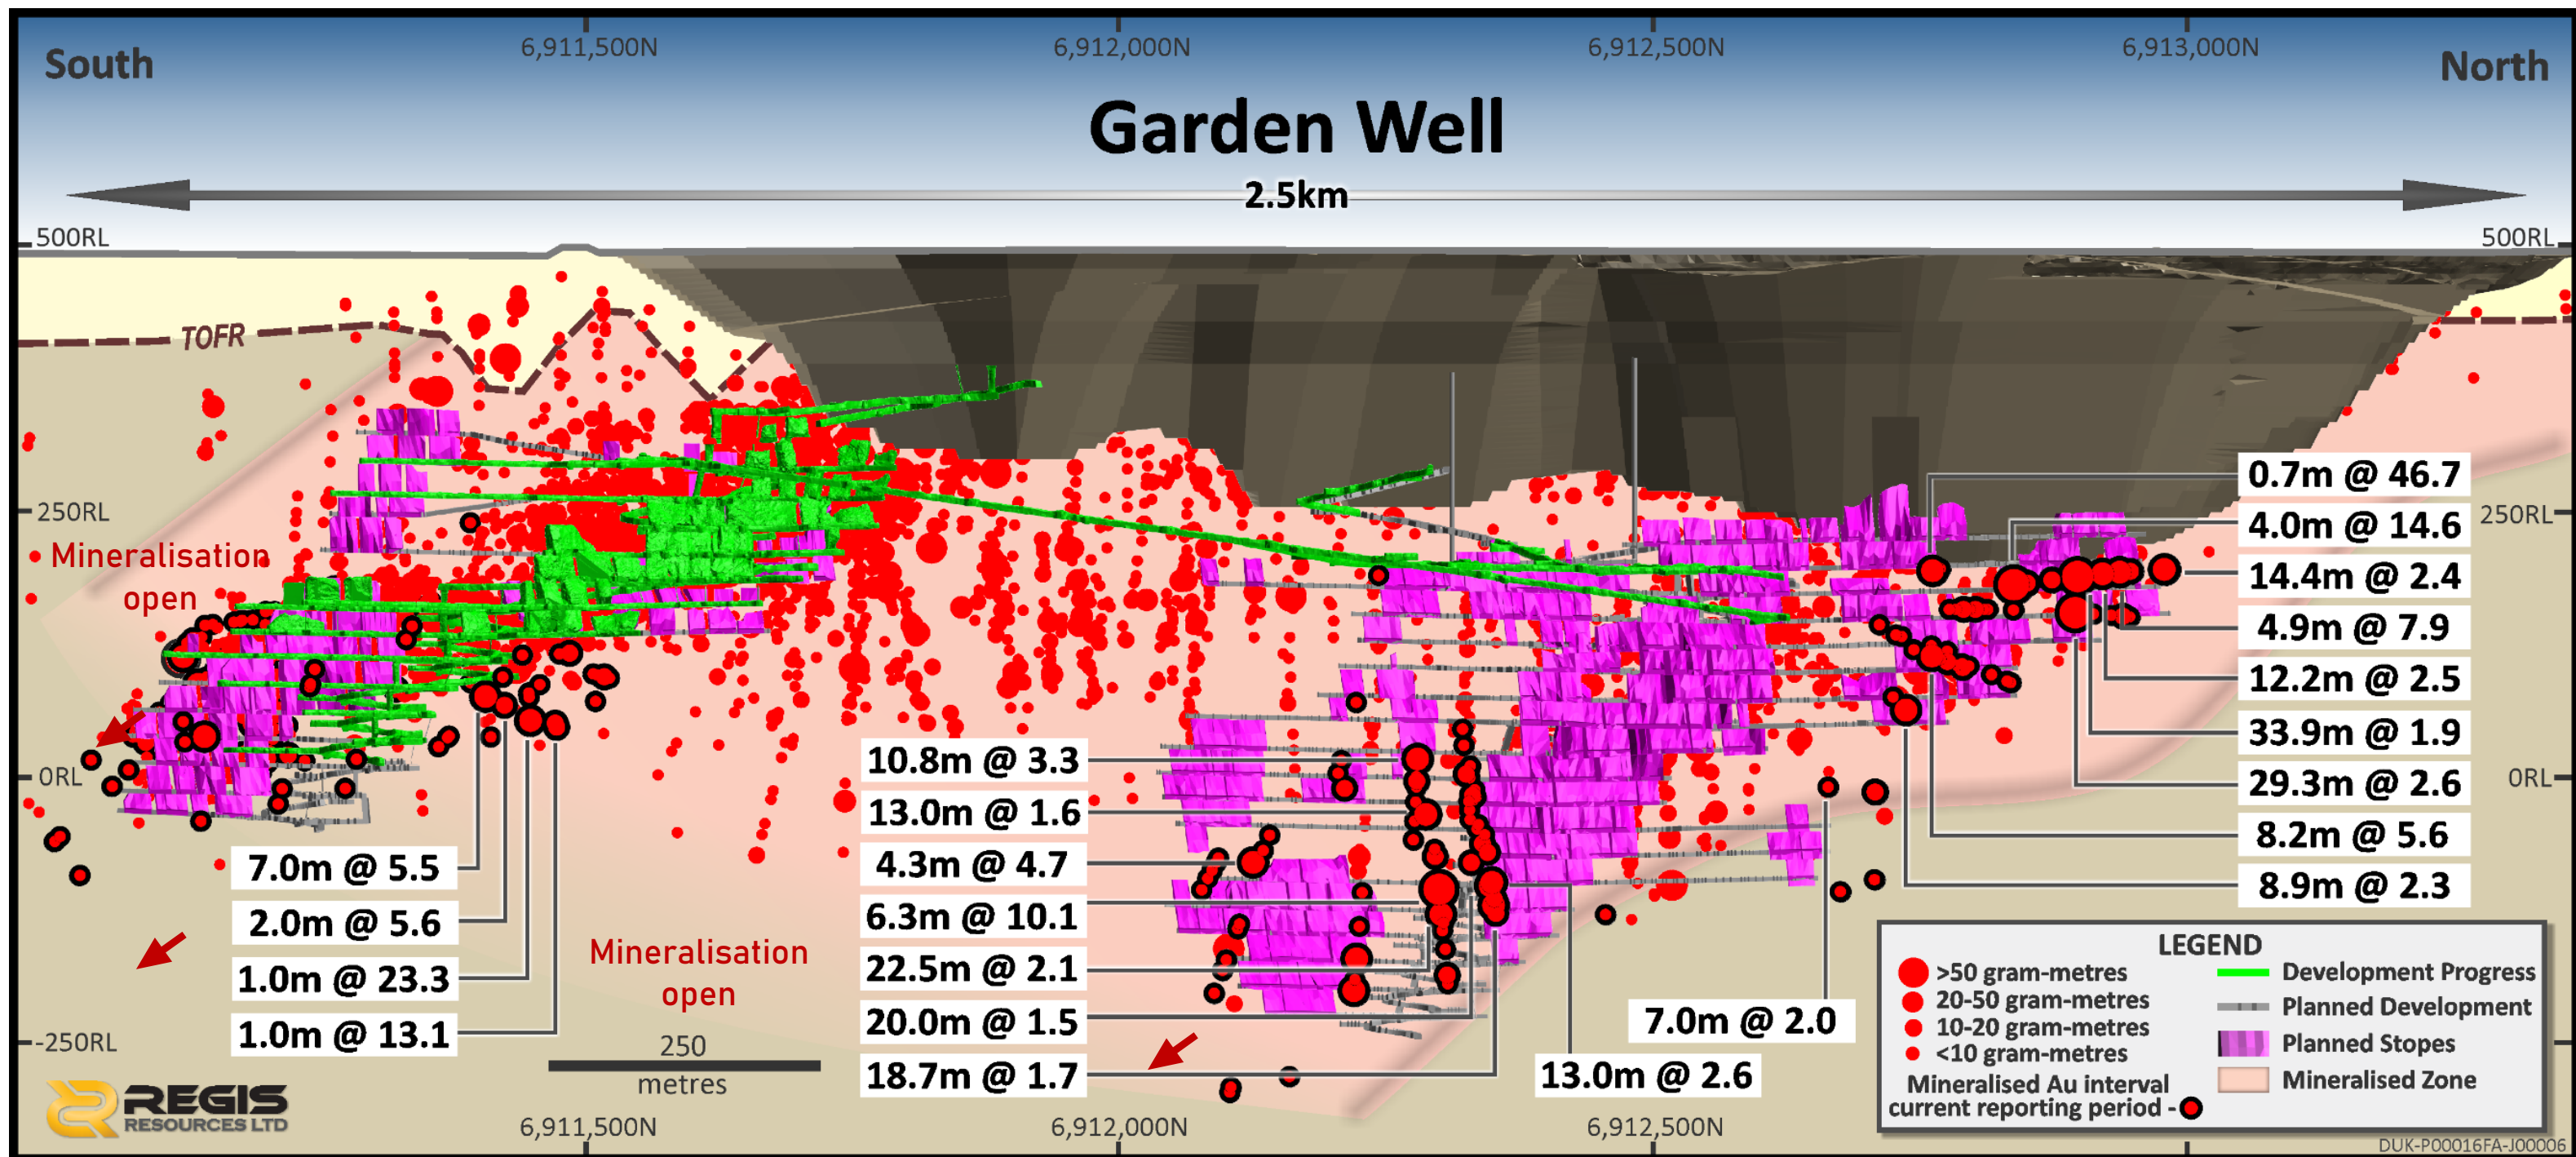 6,911,500N
6,912,000N
6,912,500N
6,913,000N
South
North
Garden Well
2.5km
500RL
500RL
TOFR
250RL
250RL
Mineralisation
open
0RL
0RL
-250RL
0.7m @ 46.7
4.0m @ 14.6
14.4m @ 2.4
4.9m @ 7.9
12.2m @ 2.5
33.9m @ 1.9
29.3m @ 2.6
8.2m @ 5.6
8.9m @ 2.3
10.8m @ 3.3
13.0m @ 1.6
4.3m @ 4.7
6.3m @ 10.1
22.5m @ 2.1
20.0m @ 1.5
18.7m @ 1.7
7.0m @ 5.5
2.0m @ 5.6
1.0m @ 23.3
1.0m @ 13.1
Mineralisation
open
250
metres
7.0m @ 2.0
13.0m @ 2.6
LEGEND
>50 gram-metres
20-50 gram-metres
10-20 gram-metres
<10 gram-metres
Mineralised Au interval
current reporting period -
Development Progress
Planned Development
Planned Stopes
Mineralised Zone
REGIS
RESOURCES LTD
6,911,500N
6,912,000N
6,912,500N
DUK-P00016FA-J00006